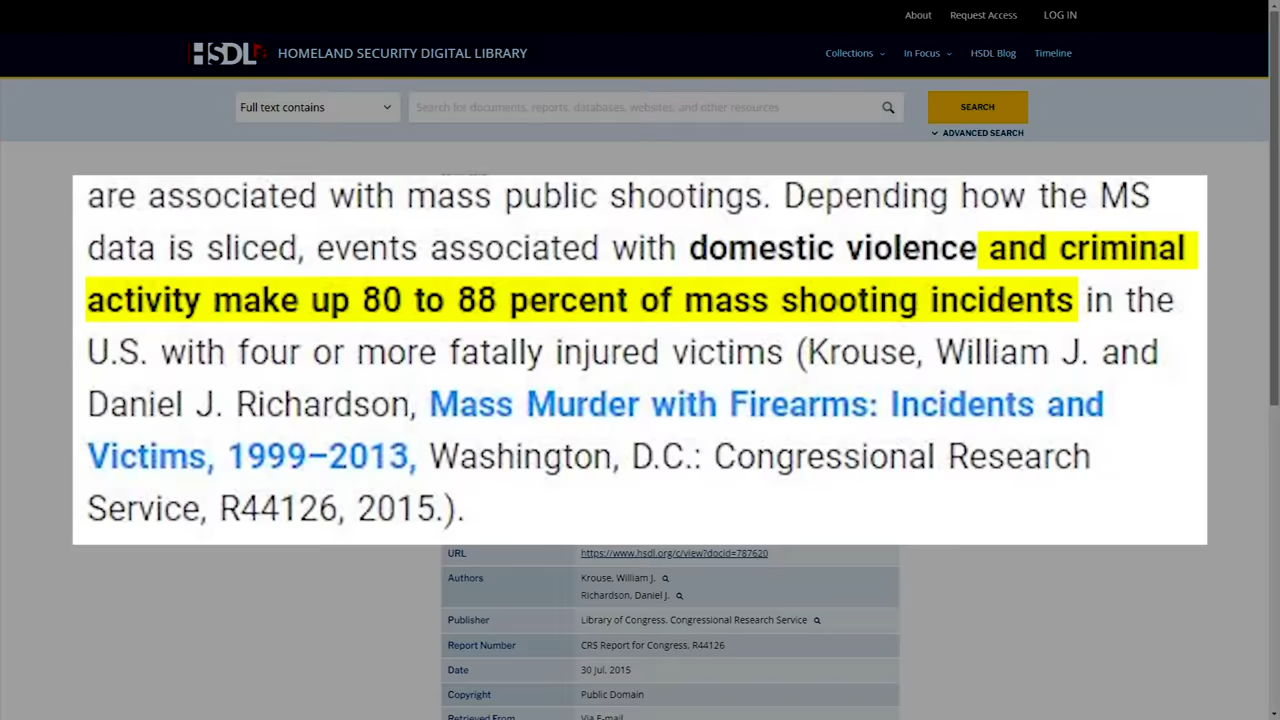 About Request Access LOG IN
HSDL HOMELAND SECURITY DIGITAL LIBRARY Collections In Focus HSDL Blog Timeline
Full text contains Search for documents, reports, databases, websites, and other resources SEARCH
ADVANCED SEARCH
are associated with mass public shootings. Depending how the MS
data is sliced, events associated with domestic violence and criminal
activity make up 80 to 88 percent of mass shooting incidents in the
U.S. with four or more fatally injured victims (Krouse, William J. and
Daniel J. Richardson, Mass Murder with Firearms: Incidents and
Victims, 1999–2013, Washington, D.C.: Congressional Research
Service, R44126, 2015.).
URL https://www.hsdl.org/c/view?docid=787620
Authors Krouse, William J.
Richardson, Daniel J.
Publisher Library of Congress. Congressional Research Service
Report Number CRS Report for Congress, R44126
Date 30 Jul, 2015
Copyright Public Domain
Retrieved From Via E-mail